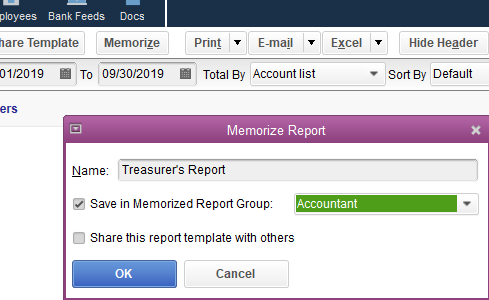 ployees Bank Feeds Docs
hare Template Memorize Print E-mail Excel Hide Header
01/2019 To 09/30/2019 Total By Account list Sort By Default
ers
Memorize Report
Name: Treasurer's Report
Save in Memorized Report Group: Accountant
Share this report template with others
OK Cancel